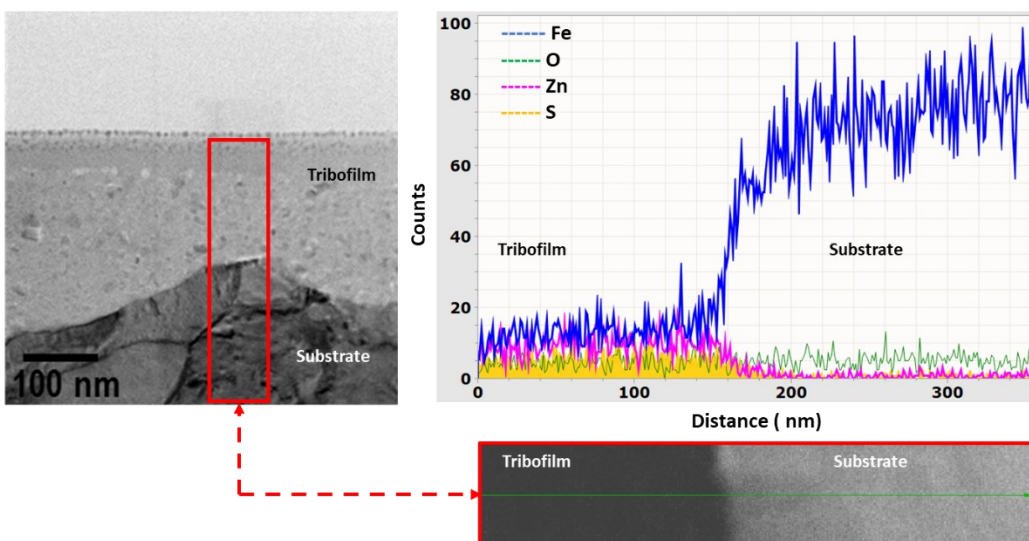 Tribofilm
Substrate
100 nm
100
80
60
40
20
0
Counts
Fe
O
Zn
S
Tribofilm
Substrate
0
100
200
300
Distance ( nm)
Tribofilm
Substrate